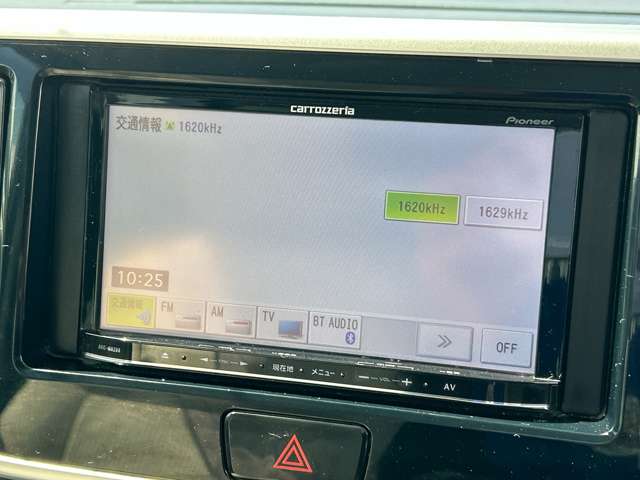 carrozzeria
Pioneer
交通情報 1620kHz
1620kHz 1629kHz
10:25
交通情報 FM AM TV BT AUDIO
OFF
現在地 メニュー VOL AV